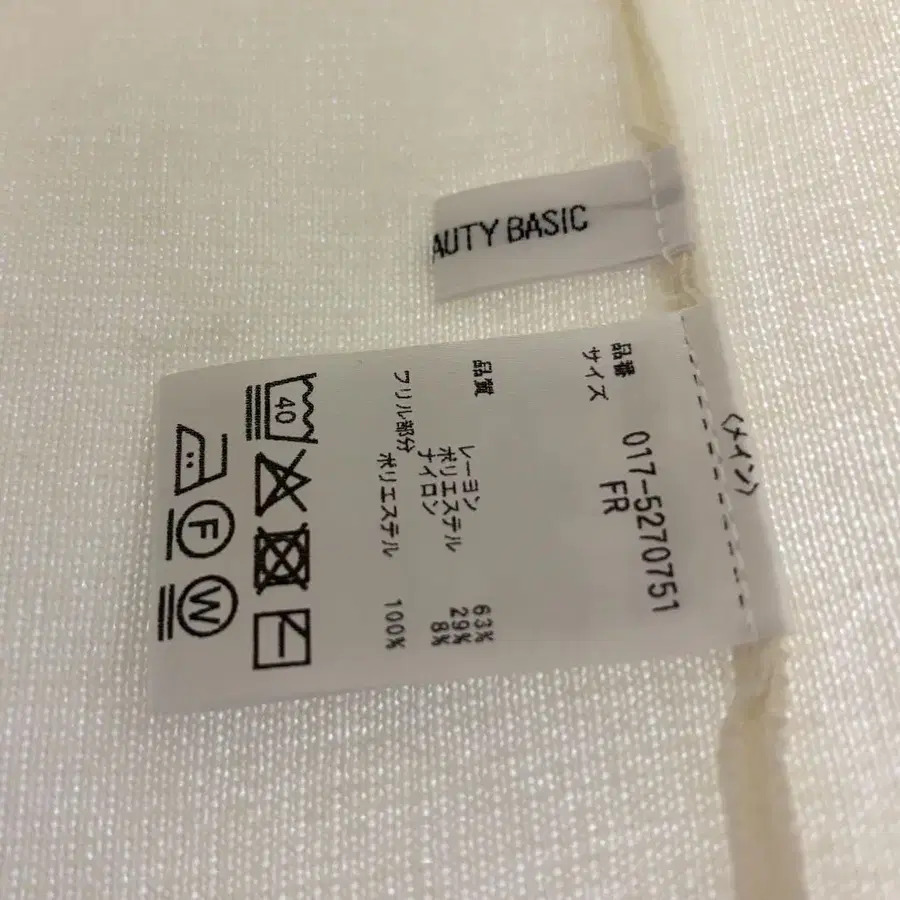 AUTY BASIC
〈メイン〉
品番 017-5270751
サイズ FR
品質 レーヨン 63%
ポリエステル 29%
ナイロン 8%
フリル部分 ポリエステル 100%
40
F
W